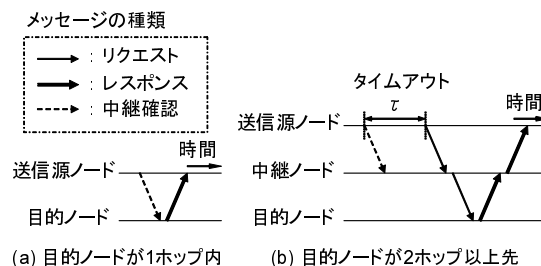 メッセージの種類
：リクエスト
：レスポンス
：中継確認
時間
送信源ノード
目的ノード
(a) 目的ノードが1ホップ内
タイムアウト
τ
時間
送信源ノード
中継ノード
目的ノード
(b) 目的ノードが2ホップ以上先